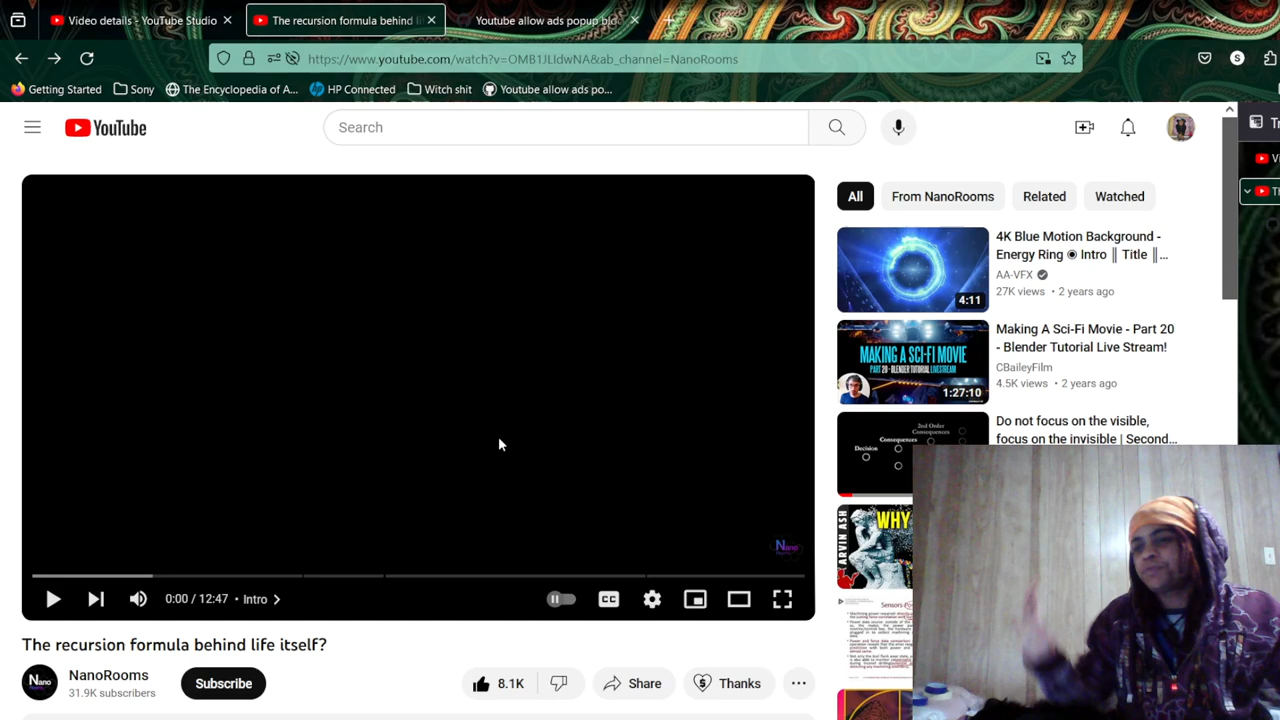 Video details - YouTube Studio
The recursion formula behind li
Youtube allow ads popup blo
https://www.youtube.com/watch?v=OMB1JLIdwNA&ab_channel=NanoRooms
S
Getting Started
Sony
The Encyclopedia of A...
HP Connected
Witch shit
Youtube allow ads po...
YouTube
Search
All
From NanoRooms
Related
Watched
4K Blue Motion Background -
Energy Ring ◉ Intro ║ Title ║...
AA-VFX
27K views • 2 years ago
4:11
MAKING A SCI-FI MOVIE
PART 20 - BLENDER TUTORIAL LIVESTREAM
1:27:10
Making A Sci-Fi Movie - Part 20
- Blender Tutorial Live Stream!
CBaileyFilm
4.5K views • 2 years ago
2nd Order
Consequences
Consequences
Decision
Do not focus on the visible,
focus on the invisible | Second...
ARVIN ASH
WHY
Nano
0:00 / 12:47 • Intro
CC
The recursion formula behind life itself?
Nano
NanoRooms
31.9K subscribers
Subscribe
8.1K
Share
Thanks